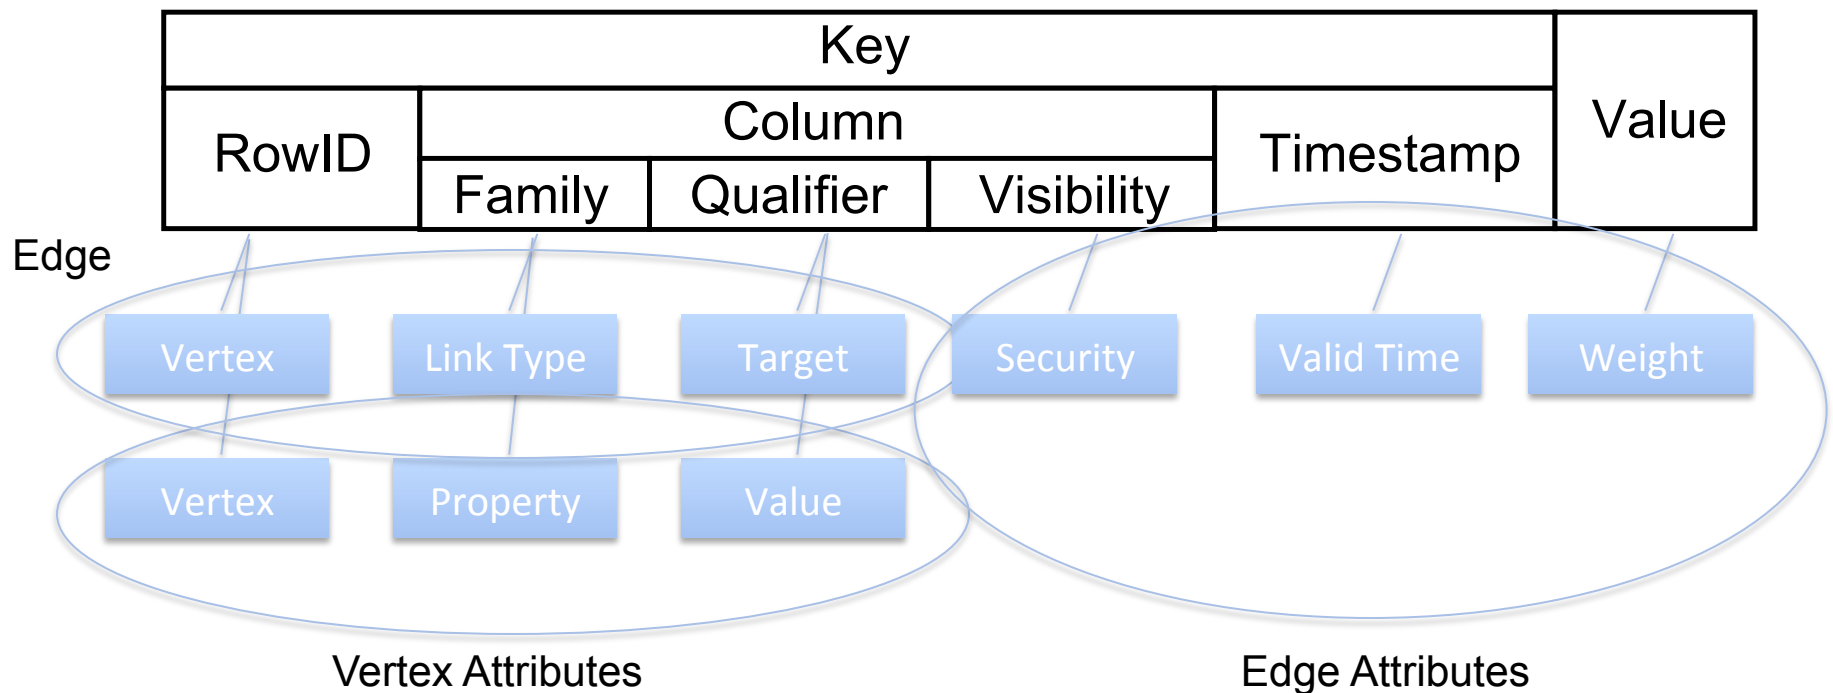 Key
Value
RowID
Column
Timestamp
Family
Qualifier
Visibility
Edge
Vertex
Link Type
Target
Security
Valid Time
Weight
Vertex
Property
Value
Vertex Attributes
Edge Attributes